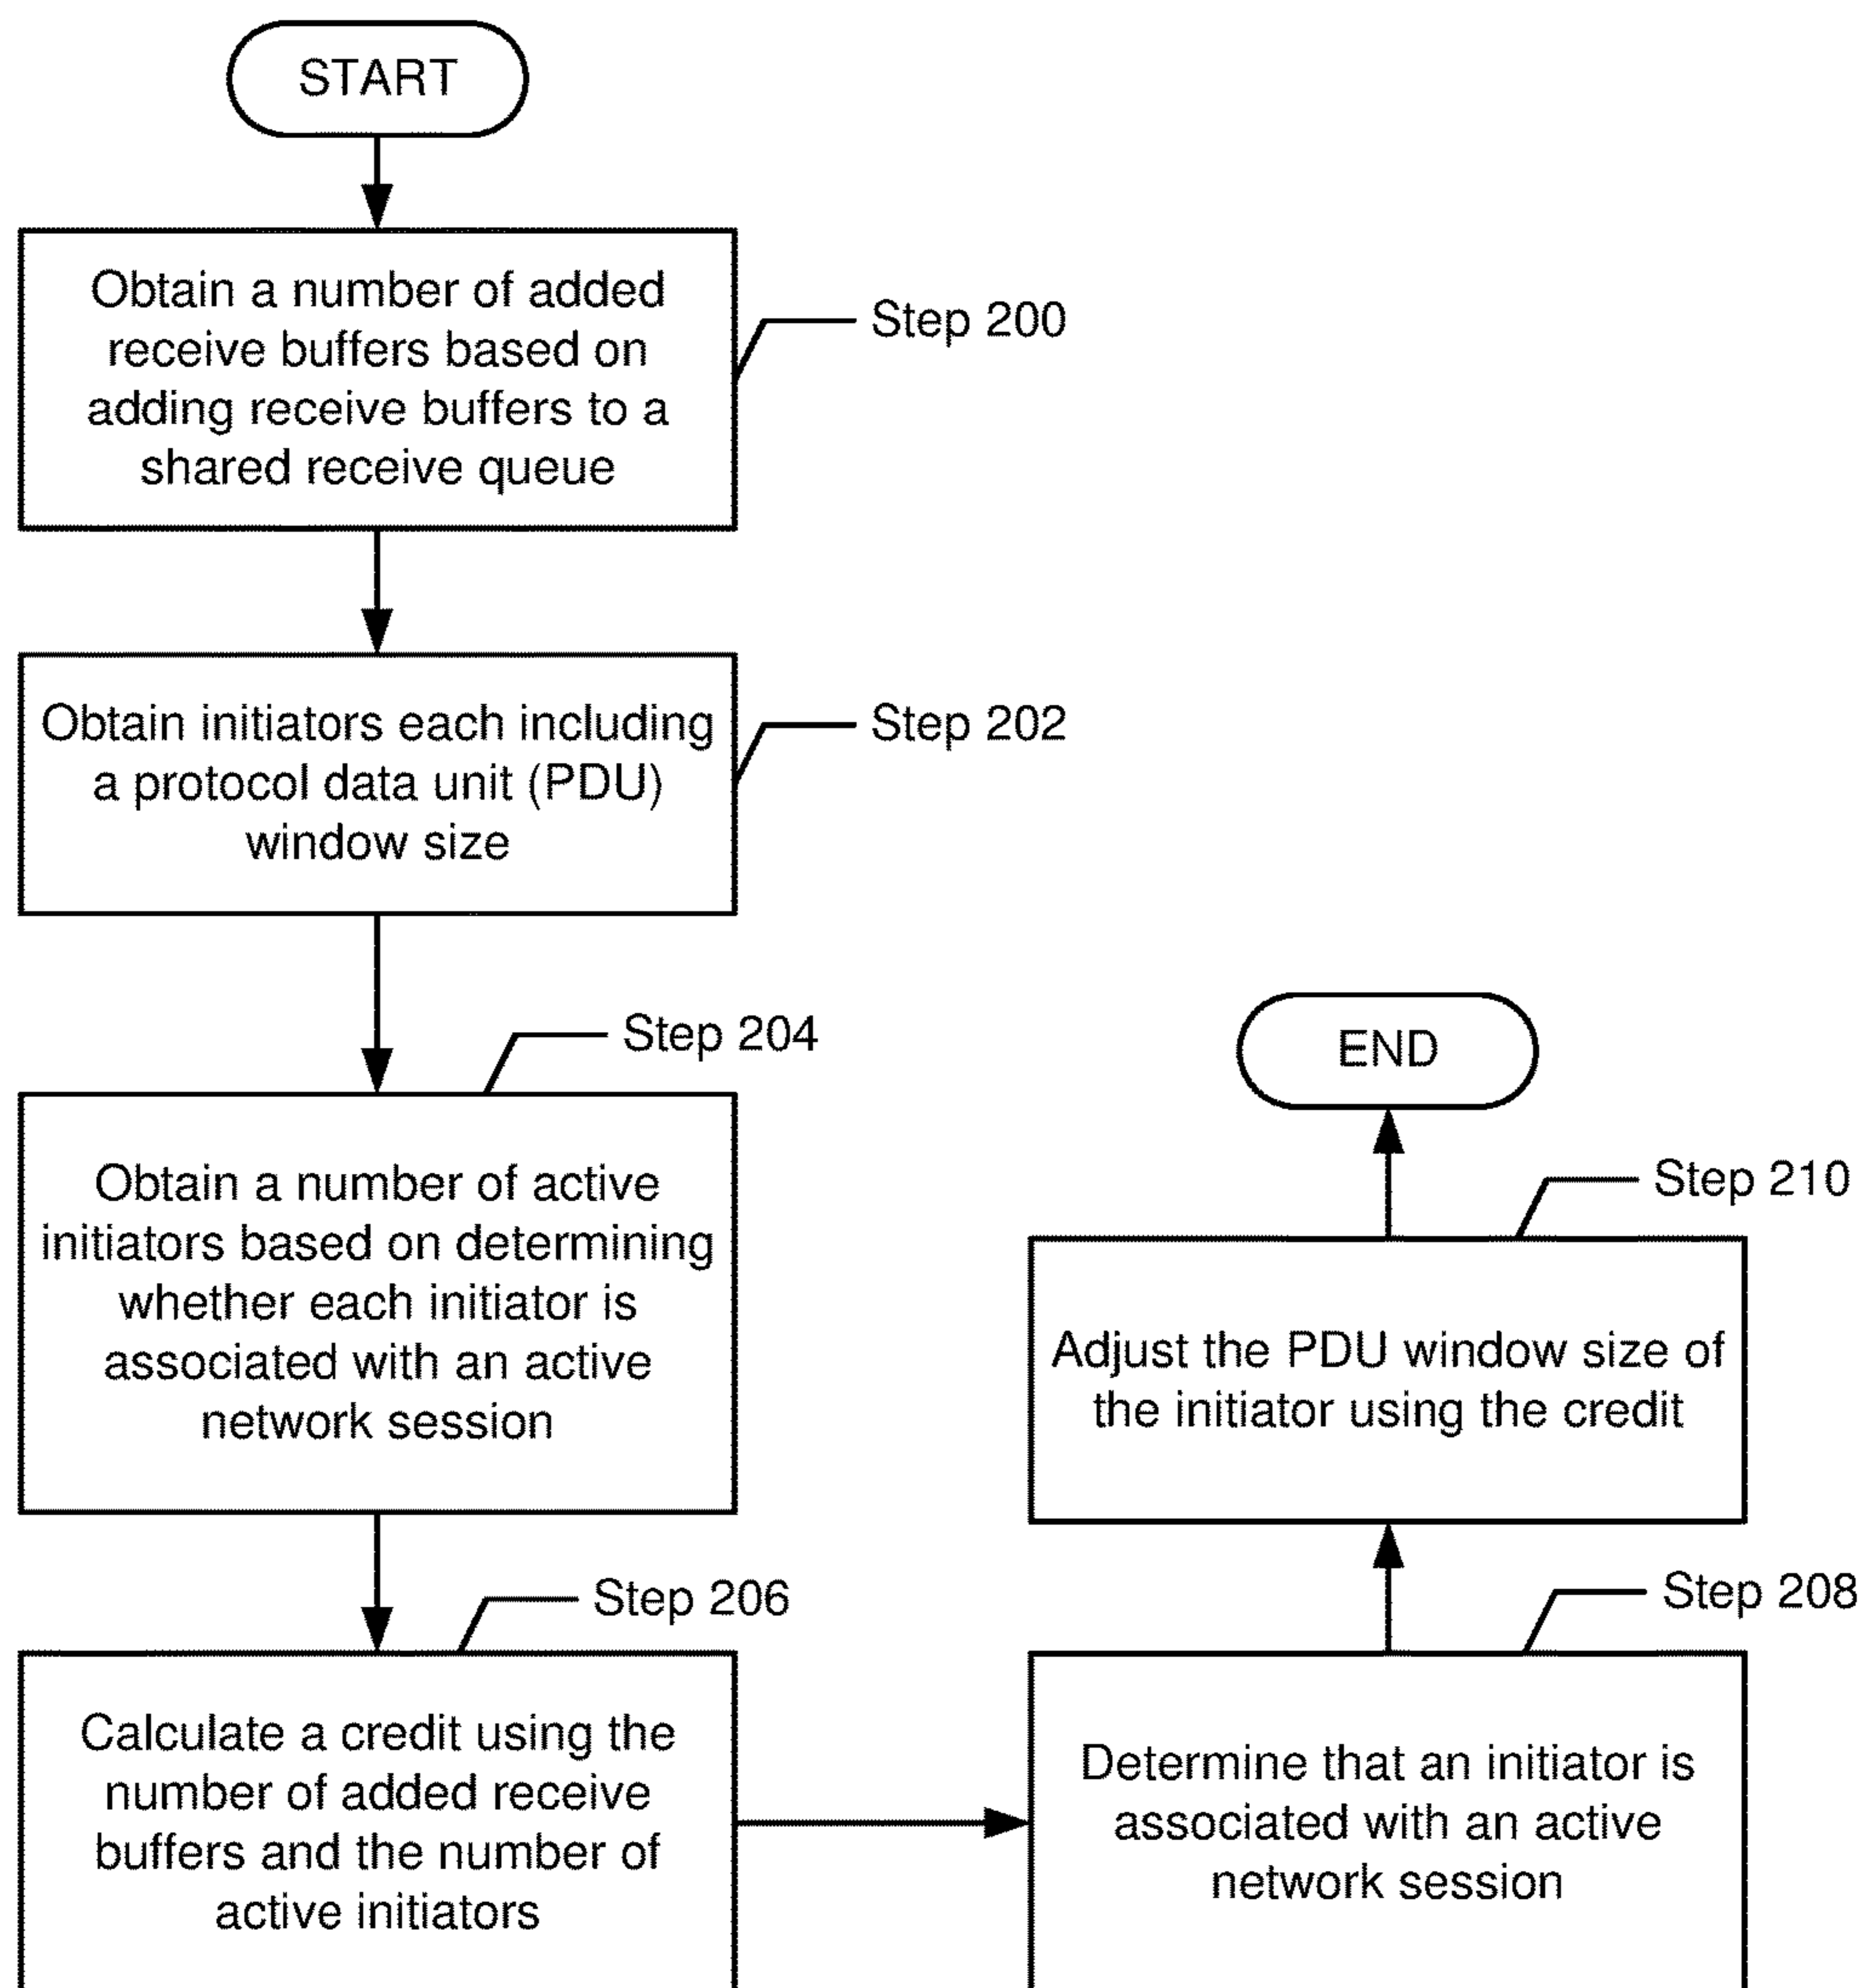 START
Obtain a number of added
receive buffers based on
adding receive buffers to a
shared receive queue
Step 200
Obtain initiators each including
a protocol data unit (PDU)
window size
Step 202
Step 204
Obtain a number of active
initiators based on determining
whether each initiator is
associated with an active
network session
Step 206
Calculate a credit using the
number of added receive
buffers and the number of
active initiators
Step 208
Determine that an initiator is
associated with an active
network session
Step 210
Adjust the PDU window size of
the initiator using the credit
END